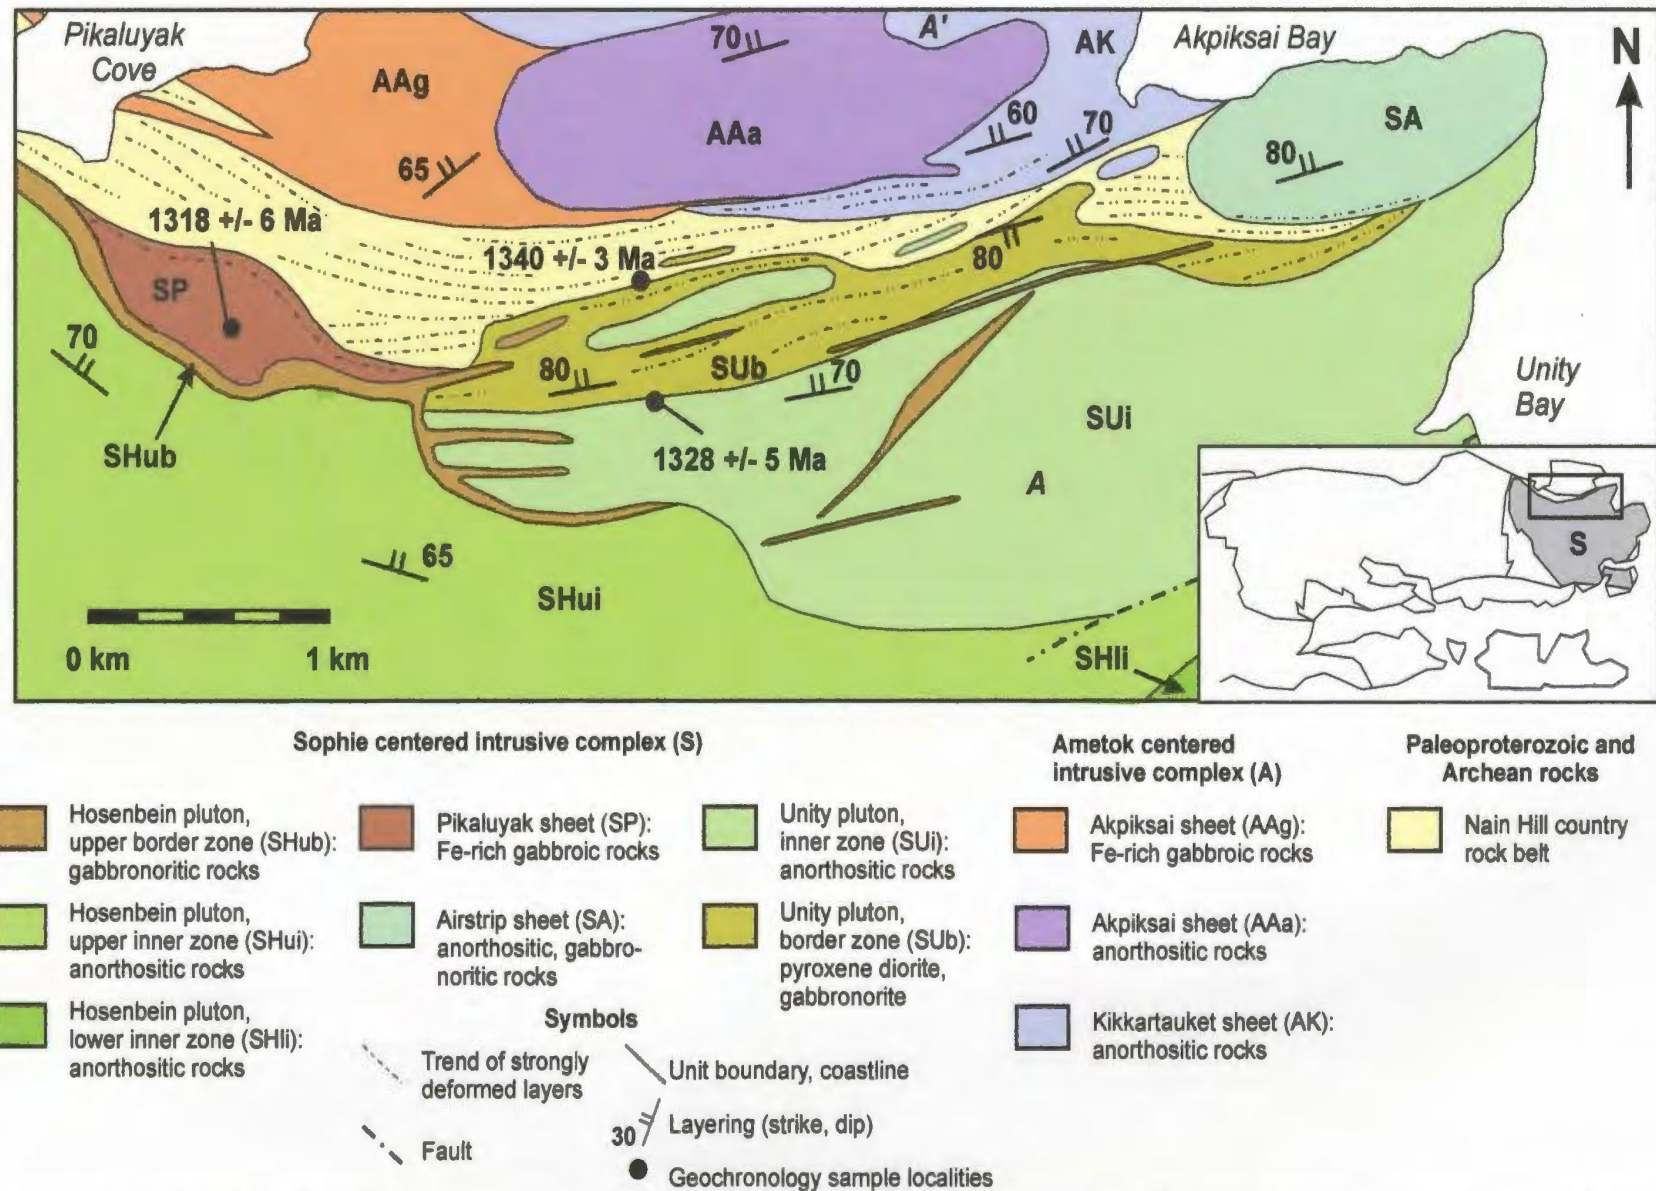 Pikaluyak
Cove
AAg
70
A'
AK
Akpiksai Bay
N
AAa
60
70
SA
65
80
1318 +/- 6 Ma
1340 +/- 3 Ma
80
SP
70
80
SUb
70
Unity
Bay
SHub
1328 +/- 5 Ma
SUi
A
65
SHui
S
0 km 1 km
SHli
Sophie centered intrusive complex (S)
Hosenbein pluton,
upper border zone (SHub):
gabbronoritic rocks
Hosenbein pluton,
upper inner zone (SHui):
anorthositic rocks
Hosenbein pluton,
lower inner zone (SHli):
anorthositic rocks
Pikaluyak sheet (SP):
Fe-rich gabbroic rocks
Airstrip sheet (SA):
anorthositic, gabbro-
noritic rocks
Unity pluton,
inner zone (SUi):
anorthositic rocks
Unity pluton,
border zone (SUb):
pyroxene diorite,
gabbronorite
Ametok centered
intrusive complex (A)
Akpiksai sheet (AAg):
Fe-rich gabbroic rocks
Akpiksai sheet (AAa):
anorthositic rocks
Kikkartauket sheet (AK):
anorthositic rocks
Paleoproterozoic and
Archean rocks
Nain Hill country
rock belt
Symbols
Trend of strongly
deformed layers
Fault
Unit boundary, coastline
30
Layering (strike, dip)
Geochronology sample localities